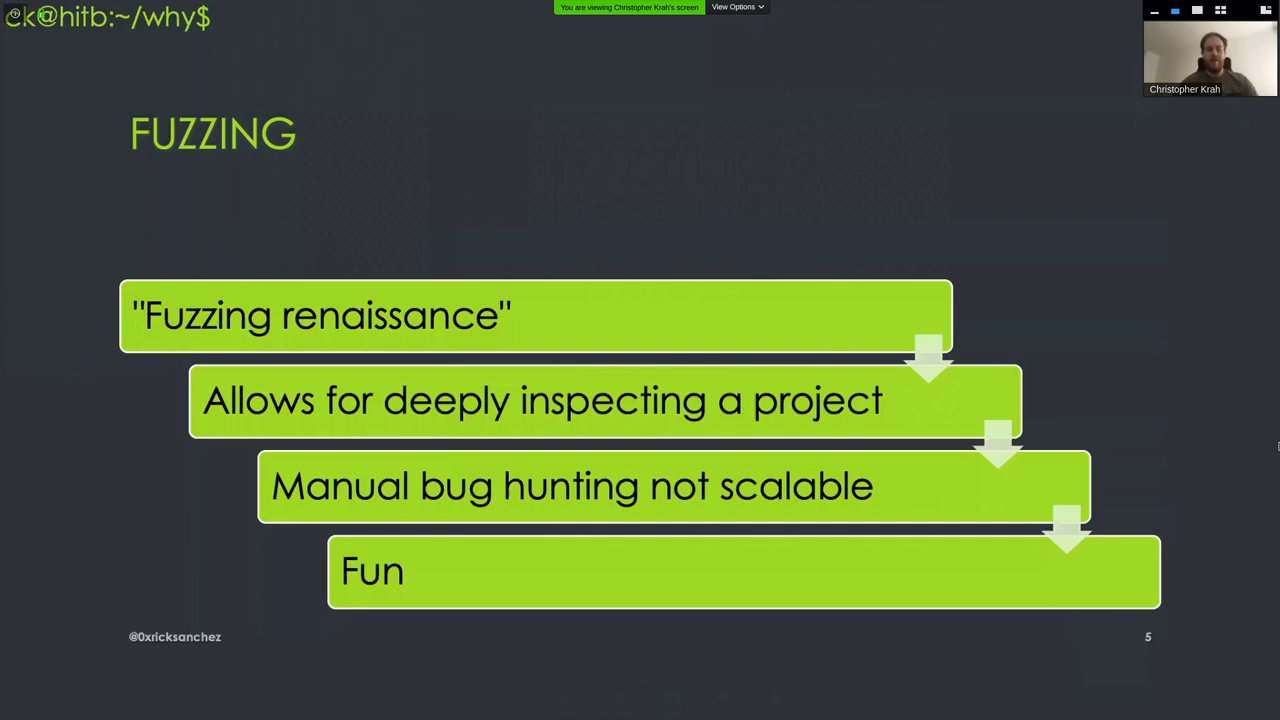 ck@hitb:~/why$
You are viewing Christopher Krah's screen
View Options
Christopher Krah
FUZZING
"Fuzzing renaissance"
Allows for deeply inspecting a project
Manual bug hunting not scalable
Fun
@0xricksanchez
5